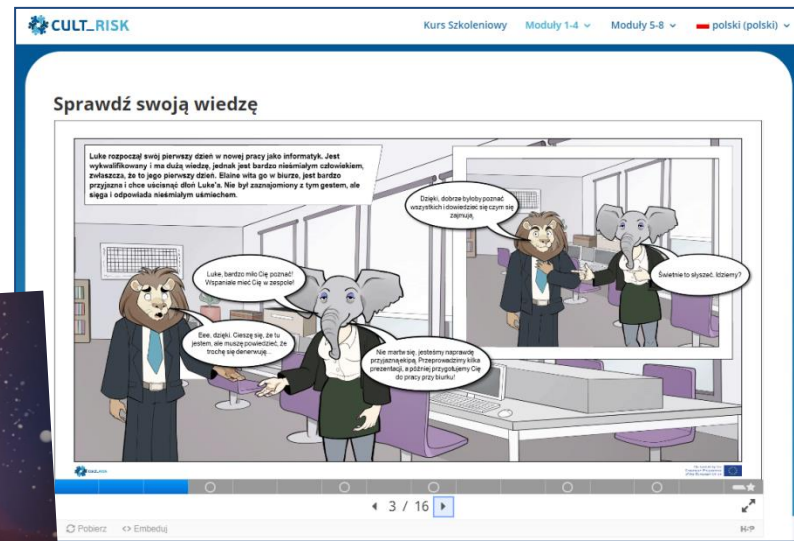 CULT_RISK
Kurs Szkoleniowy Moduły 1-4 Moduły 5-8 polski (polski)
Sprawdź swoją wiedzę
Luke rozpoczął swój pierwszy dzień w nowej pracy jako informatyk. Jest
wykwalifikowany i ma dużą wiedzę, jednak jest bardzo nieśmiałym człowiekiem,
zwłaszcza, że to jego pierwszy dzień. Elaine wita go w biurze, jest bardzo
przyjazna i chce uścisnąć dłoń Luke'a. Nie był zaznajomiony z tym gestem, ale
sięga i odpowiada nieśmiałym uśmiechem.
Luke, bardzo miło Cię poznać!
Wspaniale mieć Cię w zespole!
Eee, dzięki. Cieszę się, że tu
jestem, ale muszę powiedzieć, że
trochę się denerwuję...
Nie martw się, jesteśmy naprawdę
przyjazną ekipą. Przeprowadzimy kilka
prezentacji, a później przygotujemy Cię
do pracy przy biurku!
Dzięki, dobrze byłoby poznać
wszystkich i dowiedzieć się czym się
zajmują.
Świetnie to słyszeć. Idziemy?
CULT_RISK
3 / 16
Pobierz <> Embeduj
H5P